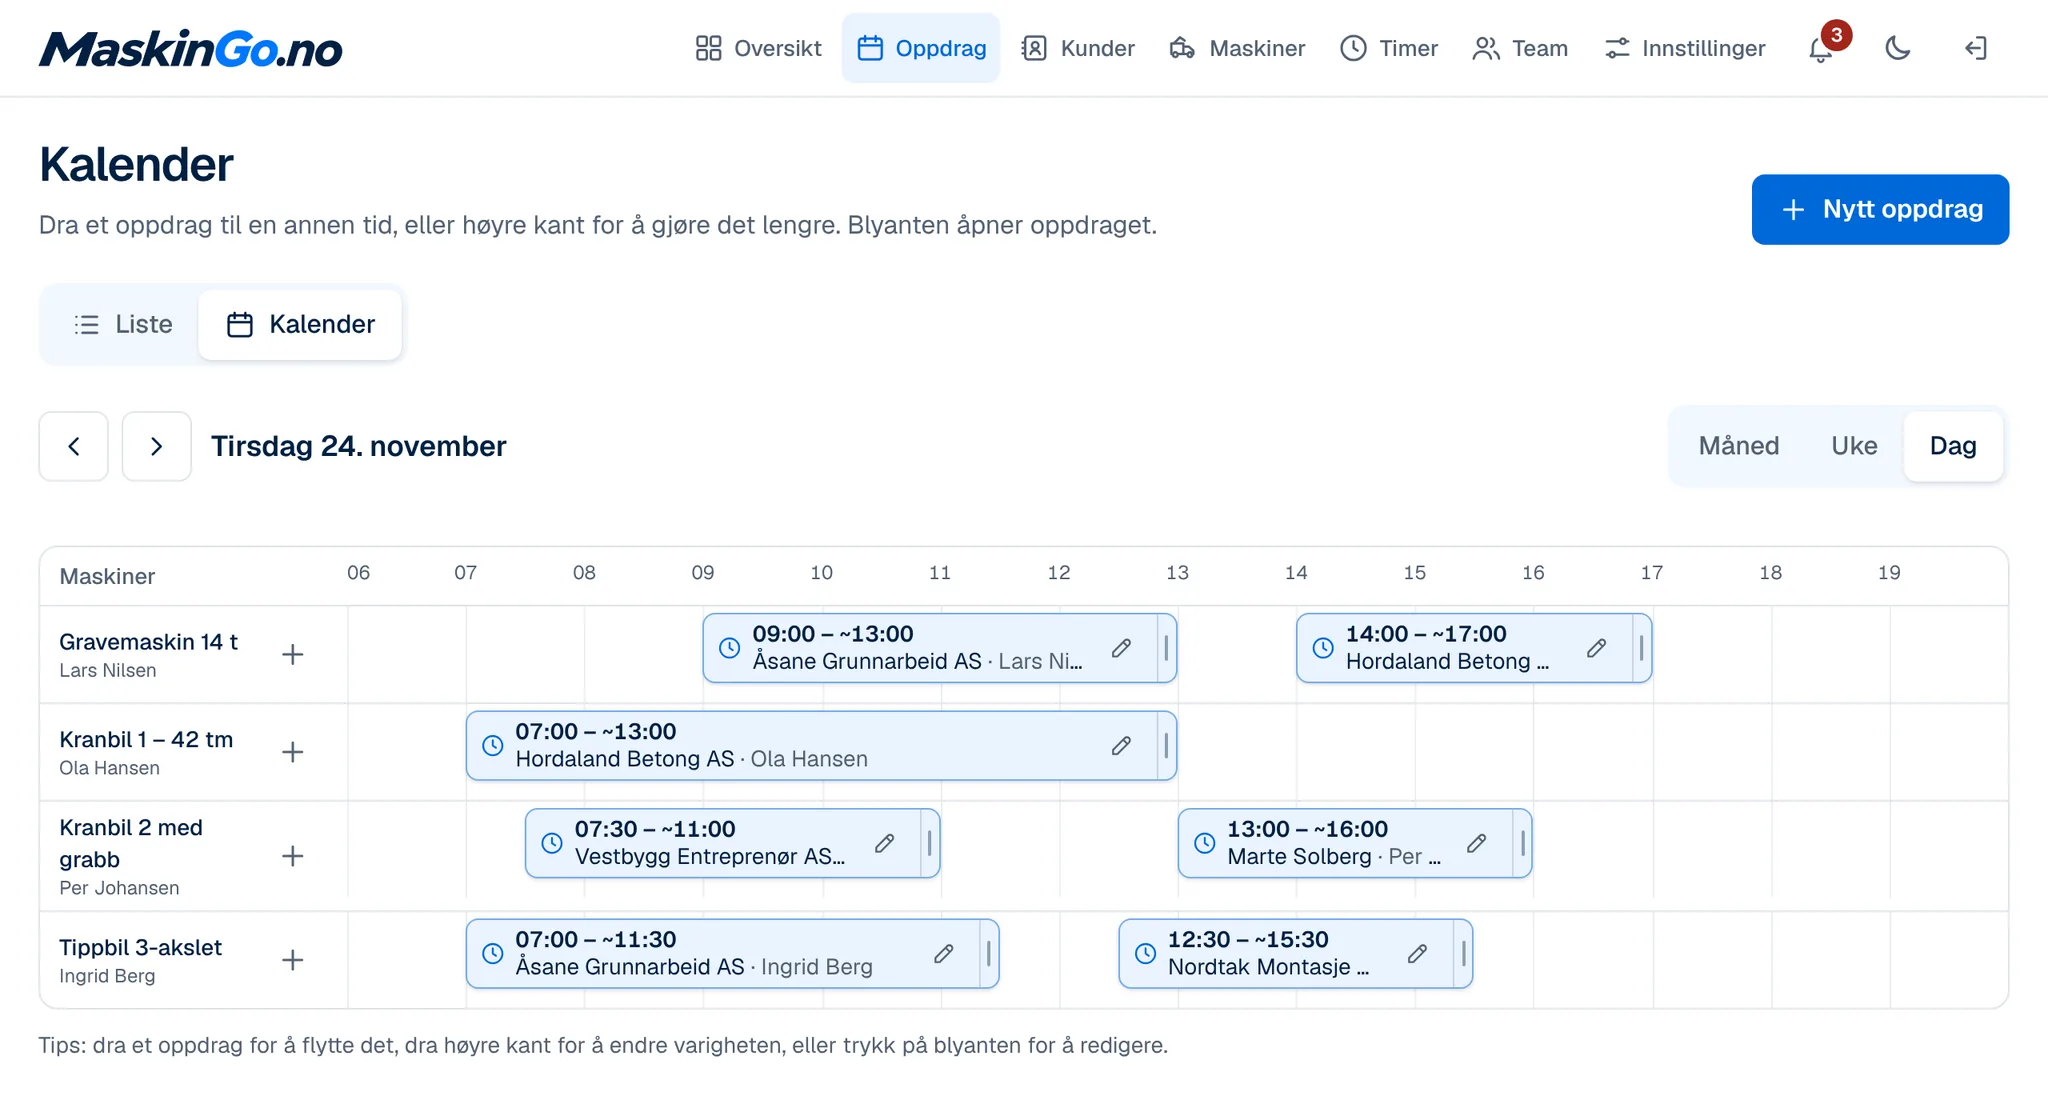 MaskinGo.no
Oversikt
Oppdrag
Kunder
Maskiner
Timer
Team
Innstillinger
3
Kalender
Dra et oppdrag til en annen tid, eller høyre kant for å gjøre det lengre. Blyanten åpner oppdraget.
Nytt oppdrag
Liste
Kalender
Tirsdag 24. november
Måned
Uke
Dag
Maskiner 06 07 08 09 10 11 12 13 14 15 16 17 18 19
Gravemaskin 14 t
Lars Nilsen
09:00 – ~13:00
Åsane Grunnarbeid AS · Lars Ni...
14:00 – ~17:00
Hordaland Betong ...
Kranbil 1 – 42 tm
Ola Hansen
07:00 – ~13:00
Hordaland Betong AS · Ola Hansen
Kranbil 2 med
grabb
Per Johansen
07:30 – ~11:00
Vestbygg Entreprenør AS...
13:00 – ~16:00
Marte Solberg · Per ...
Tippbil 3-akslet
Ingrid Berg
07:00 – ~11:30
Åsane Grunnarbeid AS · Ingrid Berg
12:30 – ~15:30
Nordtak Montasje ...
Tips: dra et oppdrag for å flytte det, dra høyre kant for å endre varigheten, eller trykk på blyanten for å redigere.